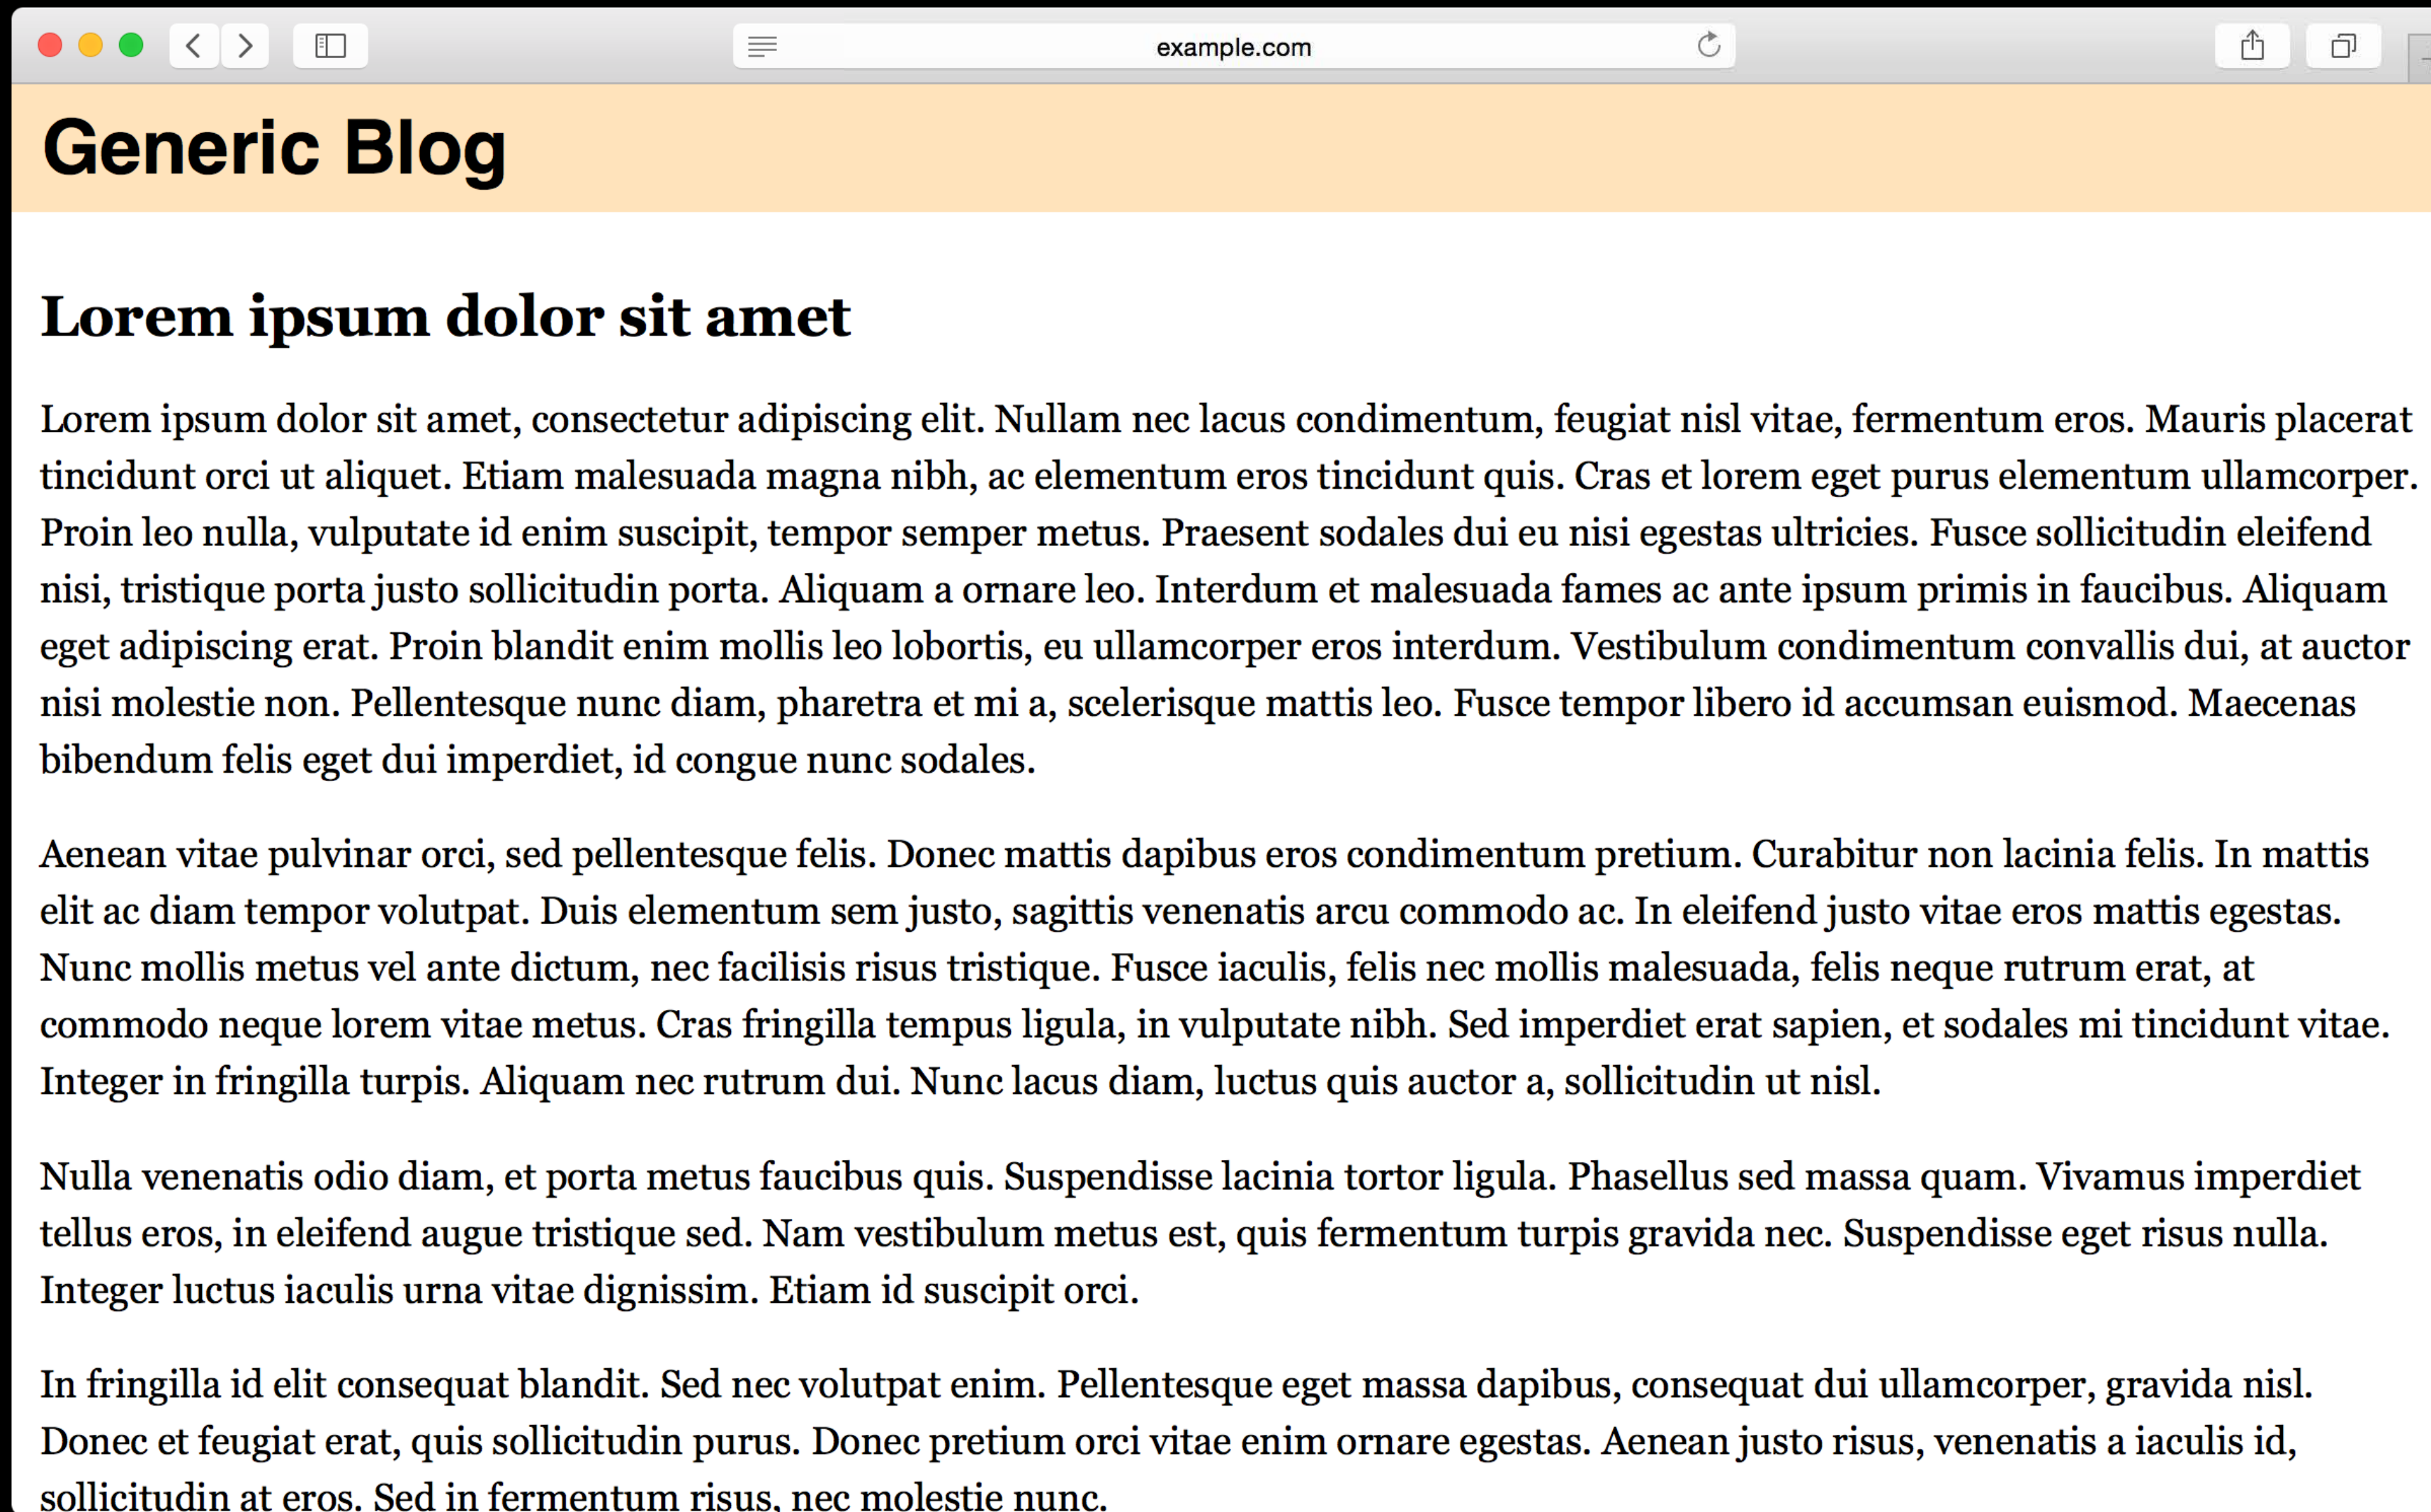 example.com
Generic Blog
Lorem ipsum dolor sit amet
Lorem ipsum dolor sit amet, consectetur adipiscing elit. Nullam nec lacus condimentum, feugiat nisl vitae, fermentum eros. Mauris placerat
tincidunt orci ut aliquet. Etiam malesuada magna nibh, ac elementum eros tincidunt quis. Cras et lorem eget purus elementum ullamcorper.
Proin leo nulla, vulputate id enim suscipit, tempor semper metus. Praesent sodales dui eu nisi egestas ultricies. Fusce sollicitudin eleifend
nisi, tristique porta justo sollicitudin porta. Aliquam a ornare leo. Interdum et malesuada fames ac ante ipsum primis in faucibus. Aliquam
eget adipiscing erat. Proin blandit enim mollis leo lobortis, eu ullamcorper eros interdum. Vestibulum condimentum convallis dui, at auctor
nisi molestie non. Pellentesque nunc diam, pharetra et mi a, scelerisque mattis leo. Fusce tempor libero id accumsan euismod. Maecenas
bibendum felis eget dui imperdiet, id congue nunc sodales.
Aenean vitae pulvinar orci, sed pellentesque felis. Donec mattis dapibus eros condimentum pretium. Curabitur non lacinia felis. In mattis
elit ac diam tempor volutpat. Duis elementum sem justo, sagittis venenatis arcu commodo ac. In eleifend justo vitae eros mattis egestas.
Nunc mollis metus vel ante dictum, nec facilisis risus tristique. Fusce iaculis, felis nec mollis malesuada, felis neque rutrum erat, at
commodo neque lorem vitae metus. Cras fringilla tempus ligula, in vulputate nibh. Sed imperdiet erat sapien, et sodales mi tincidunt vitae.
Integer in fringilla turpis. Aliquam nec rutrum dui. Nunc lacus diam, luctus quis auctor a, sollicitudin ut nisl.
Nulla venenatis odio diam, et porta metus faucibus quis. Suspendisse lacinia tortor ligula. Phasellus sed massa quam. Vivamus imperdiet
tellus eros, in eleifend augue tristique sed. Nam vestibulum metus est, quis fermentum turpis gravida nec. Suspendisse eget risus nulla.
Integer luctus iaculis urna vitae dignissim. Etiam id suscipit orci.
In fringilla id elit consequat blandit. Sed nec volutpat enim. Pellentesque eget massa dapibus, consequat dui ullamcorper, gravida nisl.
Donec et feugiat erat, quis sollicitudin purus. Donec pretium orci vitae enim ornare egestas. Aenean justo risus, venenatis a iaculis id,
sollicitudin at eros. Sed in fermentum risus, nec molestie nunc.